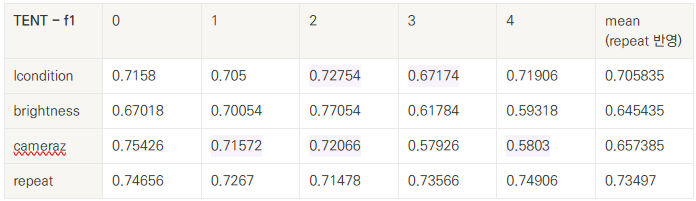 TENT – f1 0 1 2 3 4 mean
(repeat 반영)
lcondition 0.7158 0.705 0.72754 0.67174 0.71906 0.705835
brightness 0.67018 0.70054 0.77054 0.61784 0.59318 0.645435
cameraz 0.75426 0.71572 0.72066 0.57926 0.5803 0.657385
repeat 0.74656 0.7267 0.71478 0.73566 0.74906 0.73497